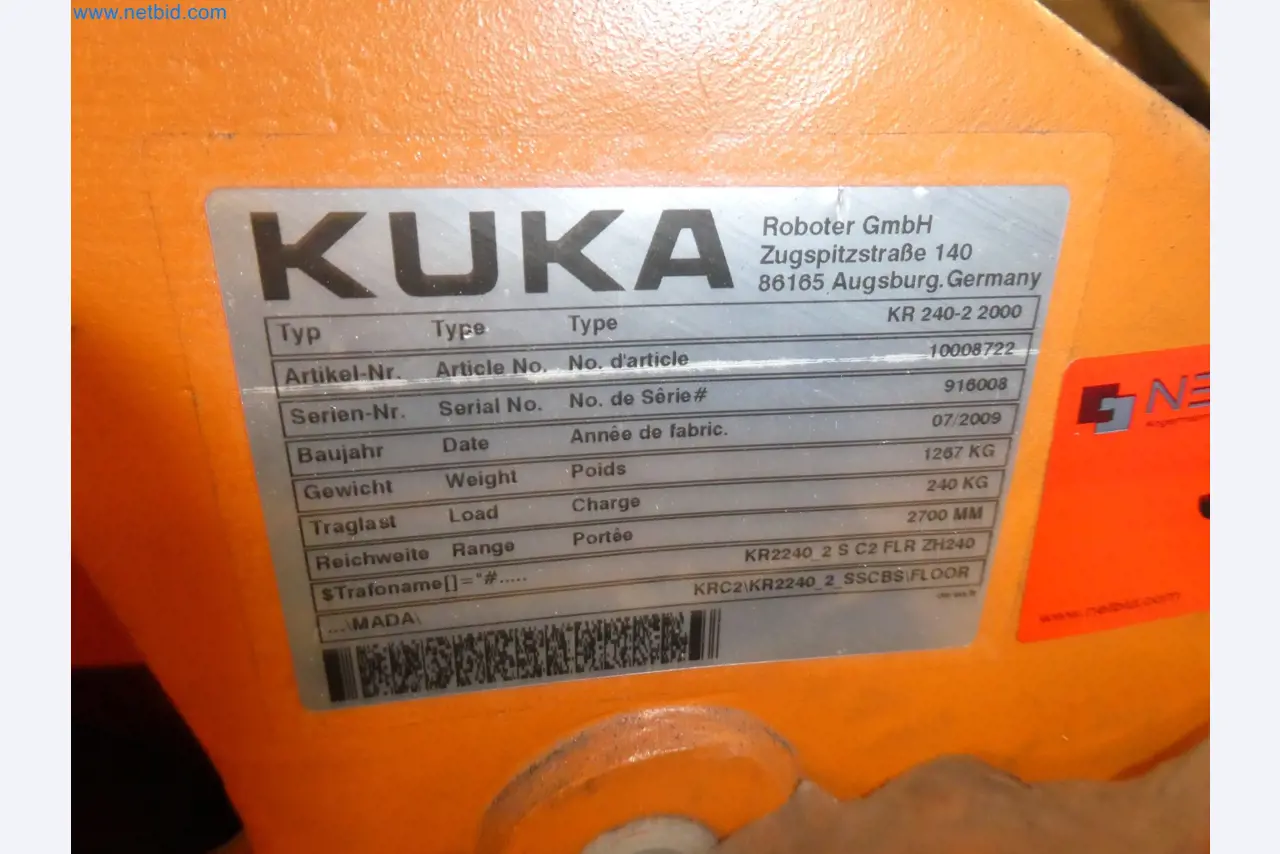 www.netbid.com
KUKA
Roboter GmbH
Zugspitzstraße 140
86165 Augsburg.Germany
Typ Type Type KR 240-2 2000
Artikel-Nr. Article No. No. d'article 10008722
Serien-Nr. Serial No. No. de Sêrie# 916008
Baujahr Date Annêe de fabric. 07/2009
Gewicht Weight Poids 1267 KG
Traglast Load Charge 240 KG
Reichweite Range Portêe 2700 MM
$Trafoname[]="#..... KR2240_2 S C2 FLR ZH240
...\MADA\ KRC2\KR2240_2_SSCBS\FLOOR
NE
www.netbid.com